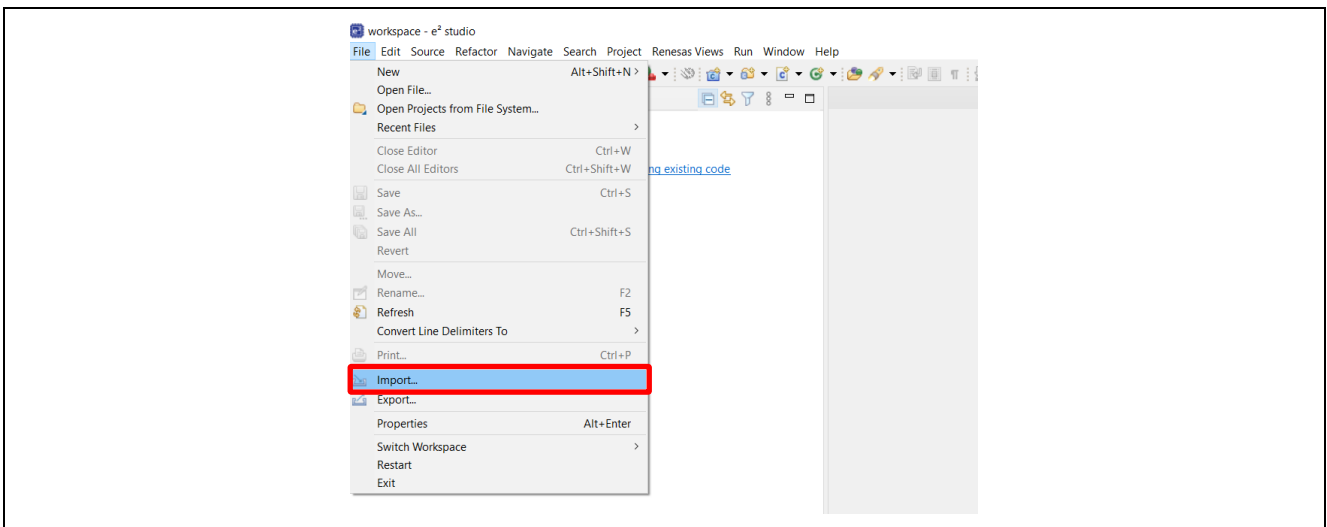 workspace - e² studio
File Edit Source Refactor Navigate Search Project Renesas Views Run Window Help
New Alt+Shift+N >
Open File...
Open Projects from File System...
Recent Files >
Close Editor Ctrl+W
Close All Editors Ctrl+Shift+W
ng existing code
Save Ctrl+S
Save As...
Save All Ctrl+Shift+S
Revert
Move...
Rename... F2
Refresh F5
Convert Line Delimiters To >
Print... Ctrl+P
Import...
Export...
Properties Alt+Enter
Switch Workspace >
Restart
Exit